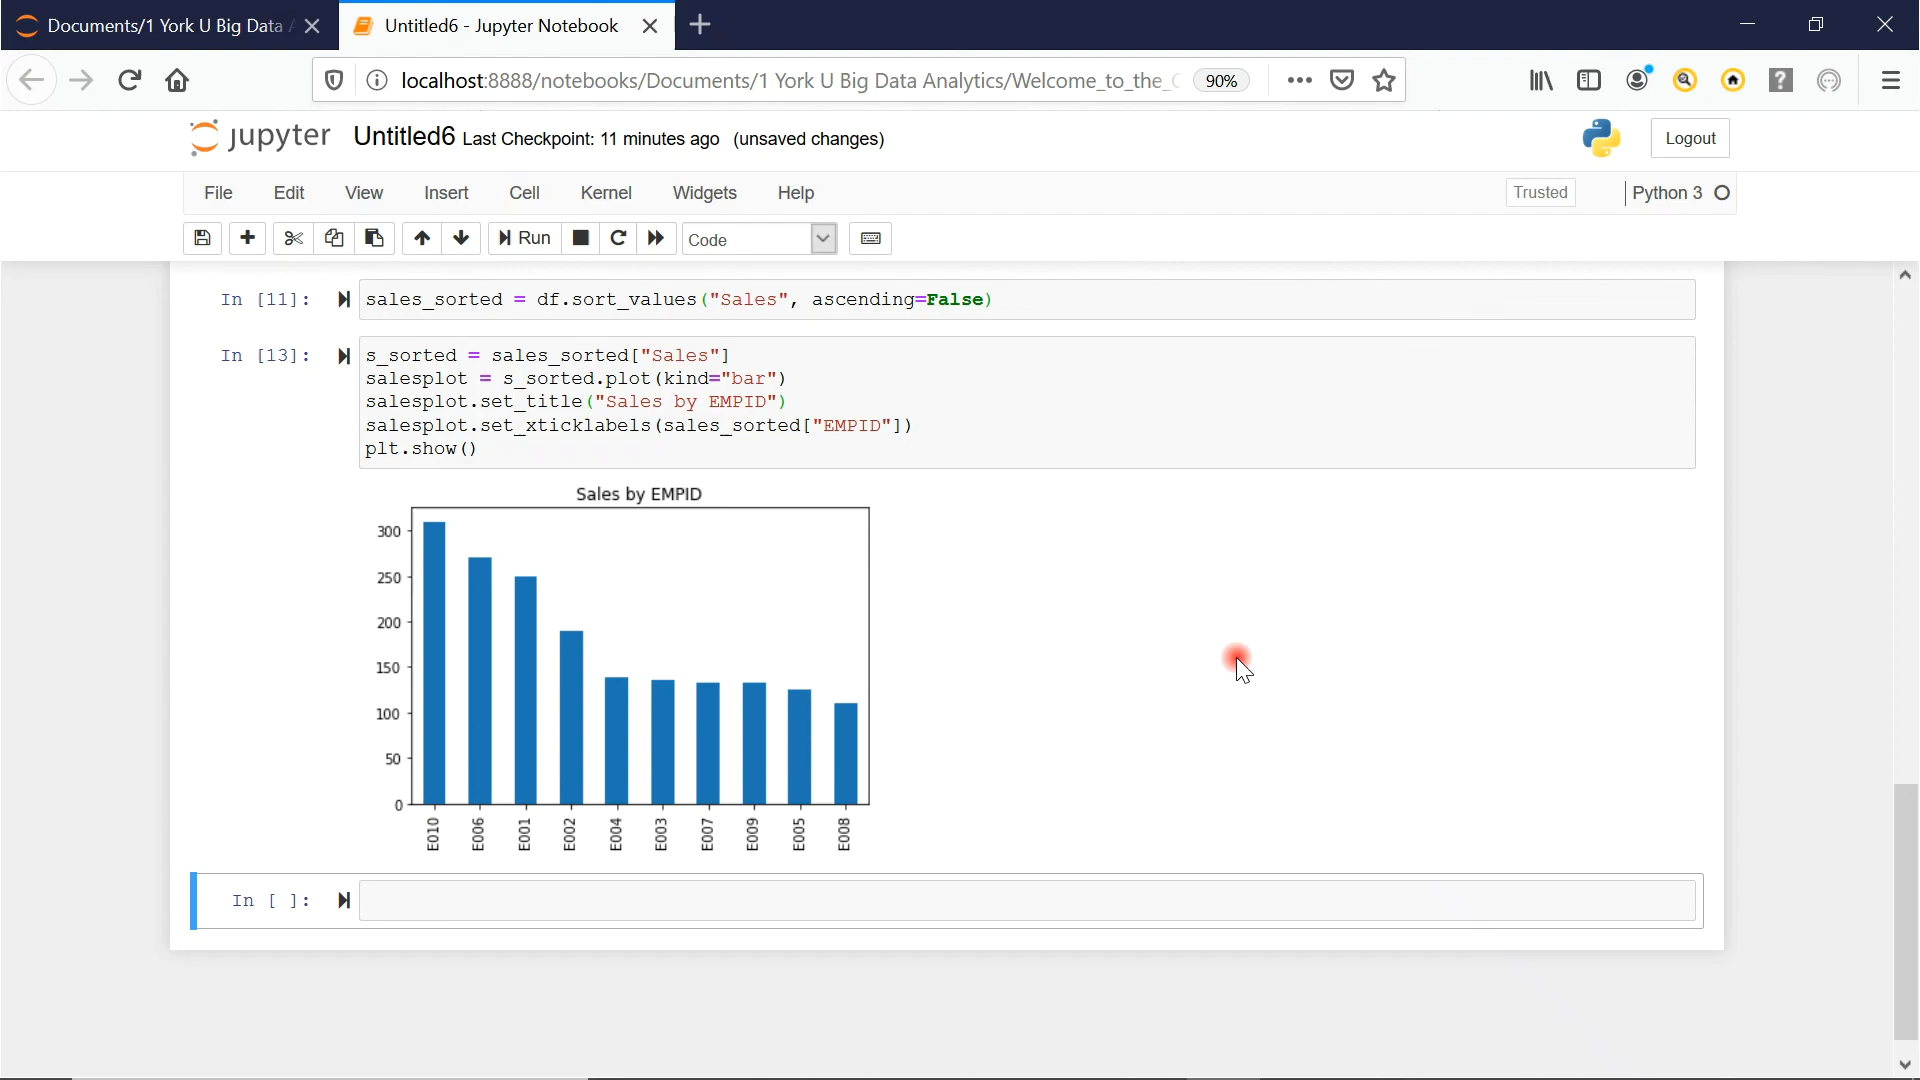 Documents/1 York U Big Data
Untitled6 - Jupyter Notebook
localhost:8888/notebooks/Documents/1 York U Big Data Analytics/Welcome_to_the_
90%
jupyter Untitled6 Last Checkpoint: 11 minutes ago (unsaved changes)
Logout
File Edit View Insert Cell Kernel Widgets Help
Trusted
Python 3
Run
Code
In [11]:
sales_sorted = df.sort_values("Sales", ascending=False)
In [13]:
s_sorted = sales_sorted["Sales"]
salesplot = s_sorted.plot(kind="bar")
salesplot.set_title("Sales by EMPID")
salesplot.set_xticklabels(sales_sorted["EMPID"])
plt.show()
Sales by EMPID
300
250
200
150
100
50
0
E010 E006 E001 E002 E004 E003 E007 E009 E005 E008
In [ ]: